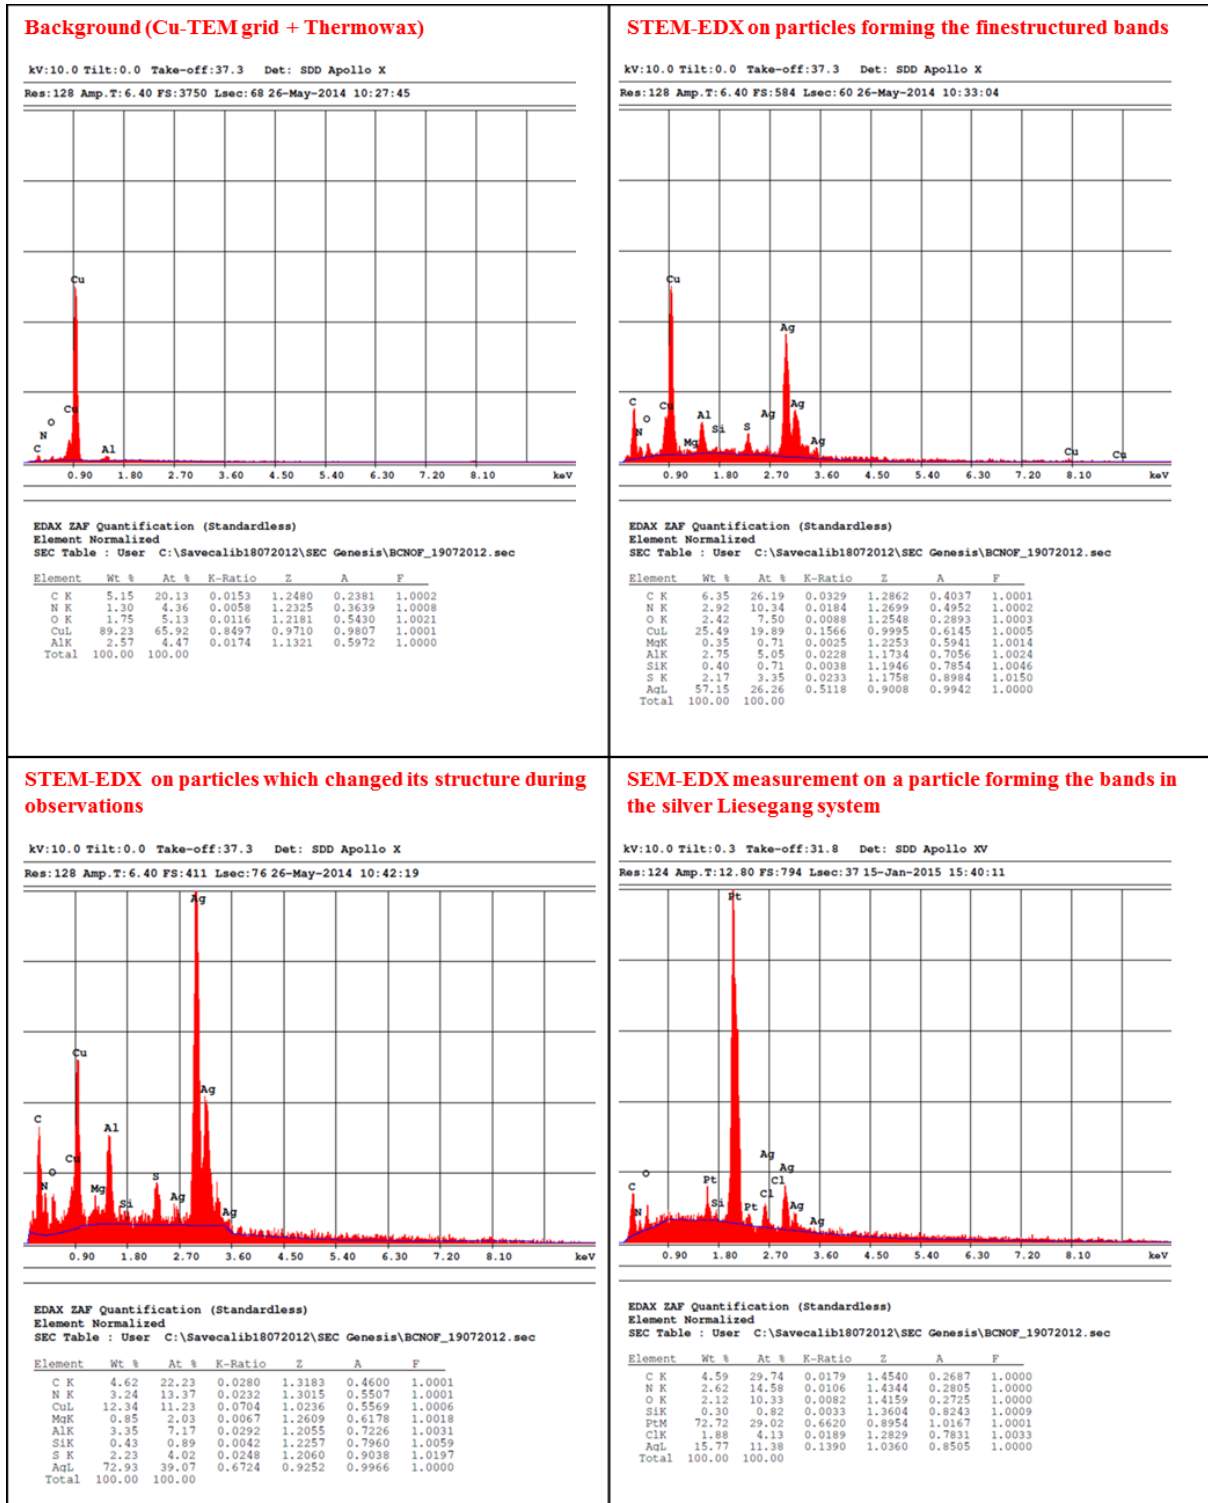 Background (Cu-TEM grid + Thermowax)
kV:10.0 Tilt:0.0 Take-off:37.3 Det: SDD Apollo X
Res:128 Amp.T:6.40 FS:3750 Lsec:68 26-May-2014 10:27:45
Cu
Cu
O
N
C
Al
0.90 1.80 2.70 3.60 4.50 5.40 6.30 7.20 8.10 keV
EDAX ZAF Quantification (Standardless)
Element Normalized
SEC Table : User C:\Savecalib18072012\SEC Genesis\BCNOF_19072012.sec
Element Wt % At % K-Ratio Z A F
C K 5.15 20.13 0.0153 1.2480 0.2381 1.0002
N K 1.30 4.36 0.0058 1.2325 0.3639 1.0008
O K 1.75 5.13 0.0116 1.2181 0.5430 1.0021
CuL 89.23 65.92 0.8497 0.9710 0.9807 1.0001
AlK 2.57 4.47 0.0174 1.1321 0.5972 1.0000
Total 100.00 100.00
STEM-EDX on particles forming the finestructured bands
kV:10.0 Tilt:0.0 Take-off:37.3 Det: SDD Apollo X
Res:128 Amp.T:6.40 FS:584 Lsec:60 26-May-2014 10:33:04
Cu
Ag
C
Cu
O
N
Mg
Al
Si
S
Ag
Ag
Ag
Cu
Cu
0.90 1.80 2.70 3.60 4.50 5.40 6.30 7.20 8.10 keV
EDAX ZAF Quantification (Standardless)
Element Normalized
SEC Table : User C:\Savecalib18072012\SEC Genesis\BCNOF_19072012.sec
Element Wt % At % K-Ratio Z A F
C K 6.35 26.19 0.0329 1.2862 0.4037 1.0001
N K 2.92 10.34 0.0184 1.2699 0.4952 1.0002
O K 2.42 7.50 0.0088 1.2548 0.2893 1.0003
CuL 25.49 19.89 0.1566 0.9995 0.6145 1.0005
MgK 0.35 0.71 0.0025 1.2253 0.5941 1.0014
AlK 2.75 5.05 0.0228 1.1734 0.7056 1.0024
SiK 0.40 0.71 0.0038 1.1946 0.7854 1.0046
S K 2.17 3.35 0.0233 1.1758 0.8984 1.0150
AgL 57.15 26.26 0.5118 0.9008 0.9942 1.0000
Total 100.00 100.00
STEM-EDX on particles which changed its structure during
observations
kV:10.0 Tilt:0.0 Take-off:37.3 Det: SDD Apollo X
Res:128 Amp.T:6.40 FS:411 Lsec:76 26-May-2014 10:42:19
Ag
Cu
Ag
C
Al
Cu
O
N
Mg
Si
S
Ag
Ag
0.90 1.80 2.70 3.60 4.50 5.40 6.30 7.20 8.10 keV
EDAX ZAF Quantification (Standardless)
Element Normalized
SEC Table : User C:\Savecalib18072012\SEC Genesis\BCNOF_19072012.sec
Element Wt % At % K-Ratio Z A F
C K 4.62 22.23 0.0280 1.3183 0.4600 1.0001
N K 3.24 13.37 0.0232 1.3015 0.5507 1.0001
CuL 12.34 11.23 0.0704 1.0236 0.5569 1.0006
MgK 0.85 2.03 0.0067 1.2609 0.6178 1.0018
AlK 3.35 7.17 0.0292 1.2055 0.7226 1.0031
SiK 0.43 0.89 0.0042 1.2257 0.7960 1.0059
S K 2.23 4.02 0.0248 1.2060 0.9038 1.0197
AgL 72.93 39.07 0.6724 0.9252 0.9966 1.0000
Total 100.00 100.00
SEM-EDX measurement on a particle forming the bands in
the silver Liesegang system
kV:10.0 Tilt:0.3 Take-off:31.8 Det: SDD Apollo XV
Res:124 Amp.T:12.80 FS:794 Lsec:37 15-Jan-2015 15:40:11
Pt
Ag
Ag
O
C
N
Pt
Si
Pt
Cl
Cl
Ag
Ag
0.90 1.80 2.70 3.60 4.50 5.40 6.30 7.20 8.10 keV
EDAX ZAF Quantification (Standardless)
Element Normalized
SEC Table : User C:\Savecalib18072012\SEC Genesis\BCNOF_19072012.sec
Element Wt % At % K-Ratio Z A F
C K 4.59 29.74 0.0179 1.4540 0.2687 1.0000
N K 2.62 14.58 0.0106 1.4344 0.2805 1.0000
O K 2.12 10.33 0.0082 1.4159 0.2725 1.0000
SiK 0.30 0.82 0.0033 1.3604 0.8243 1.0009
PtM 72.72 29.02 0.6620 0.8954 1.0167 1.0001
ClK 1.88 4.13 0.0189 1.2829 0.7831 1.0033
AgL 15.77 11.38 0.1390 1.0360 0.8505 1.0000
Total 100.00 100.00